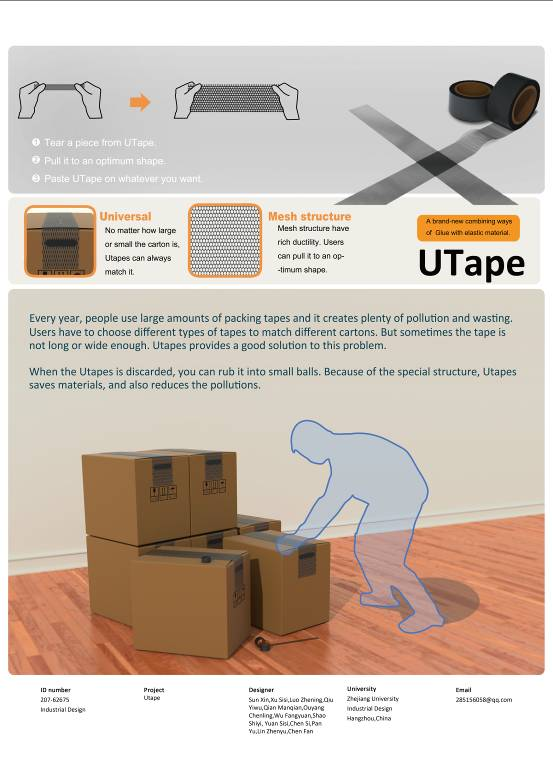 ❶ Tear a piece from UTape.
❷ Pull it to an optimum shape.
❸ Paste UTape on whatever you want.
Universal
No matter how large
or small the carton is,
Utapes can always
match it.
Mesh structure
Mesh structure have
rich ductility. Users
can pull it to an op-
-timum shape.
A brand-new combining ways
of Glue with elastic material.
UTape
Every year, people use large amounts of packing tapes and it creates plenty of pollution and wasting.
Users have to choose different types of tapes to match different cartons. But sometimes the tape is
not long or wide enough. Utapes provides a good solution to this problem.
When the Utapes is discarded, you can rub it into small balls. Because of the special structure, Utapes
saves materials, and also reduces the pollutions.
ID number
207-62675
Industrial Design
Project
Utape
Designer
Sun Xin,Xu Sisi,Luo Zhening,Qiu
Yiwu,Qian Manqian,Ouyang
Chenling,Wu Fangyuan,Shao
Shiyi, Yuan Sisi,Chen Si,Pan
Yu,Lin Zhenyu,Chen Fan
University
Zhejiang University
Industrial Design
Hangzhou,China
Email
285156058@qq.com